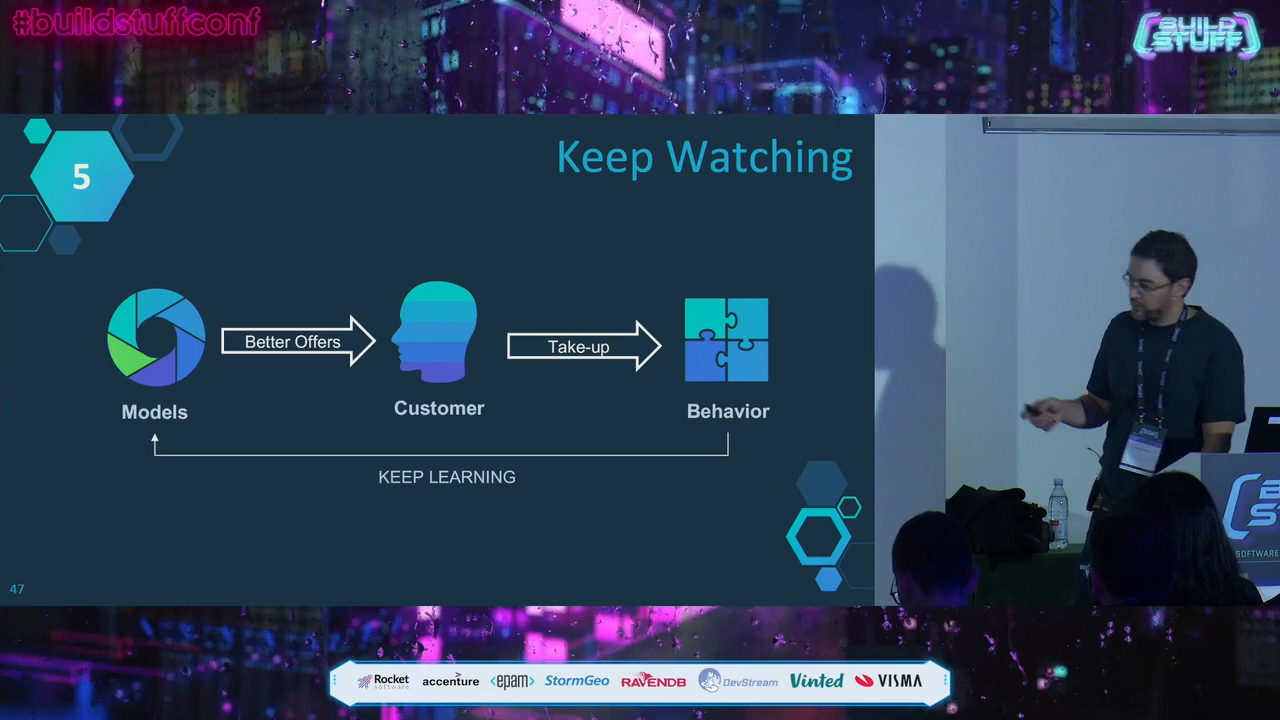 #buildstuffconf
BUILD
STUFF
5
Keep Watching
Better Offers
Take-up
Models
Customer
Behavior
KEEP LEARNING
47
SOFTWARE
Rocket
software
accenture
<epam>
StormGeo
RAVENDB
DevStream
Vinted
VISMA